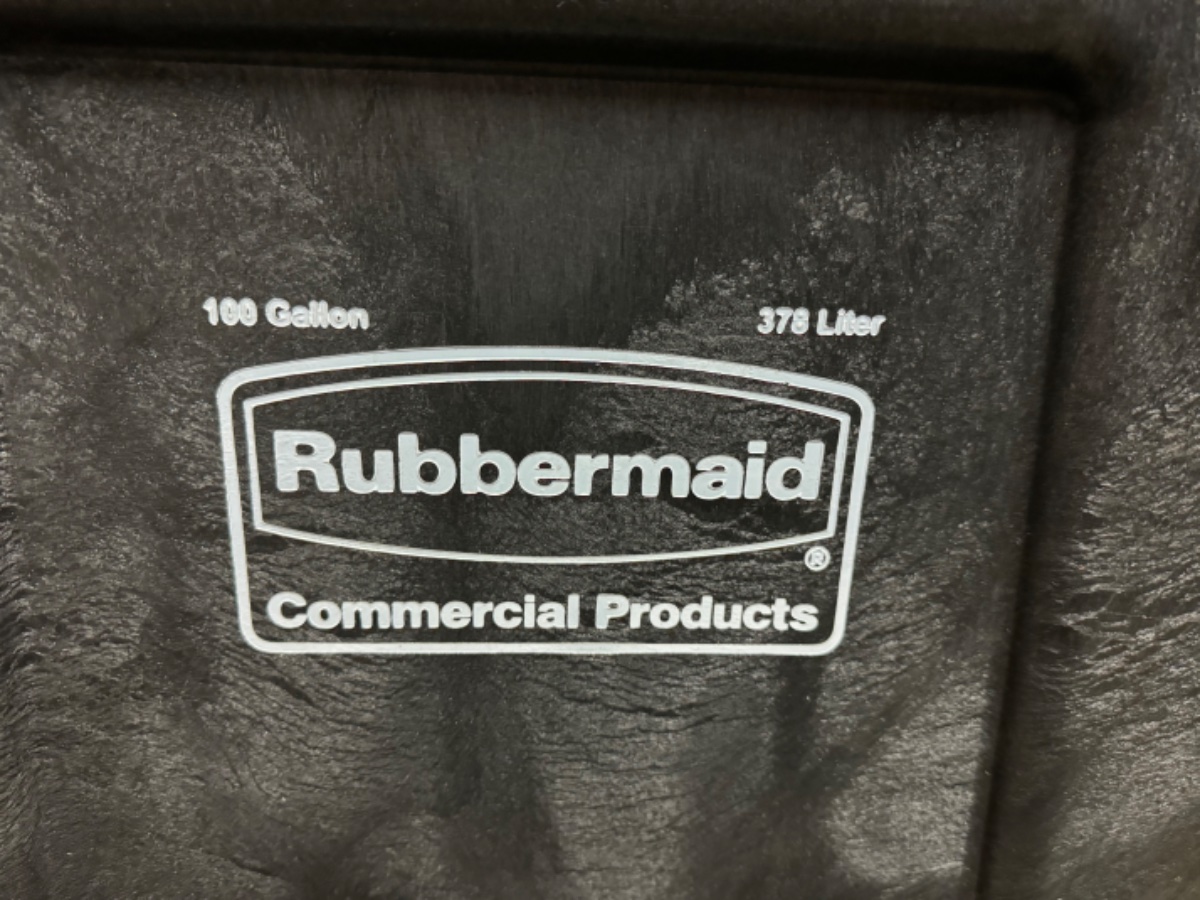 100 Gallon 378 Liter
Rubbermaid
®
Commercial Products